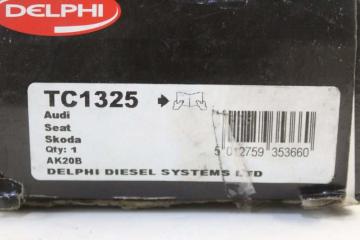 DELPHI
TC1325
Audi
Seat
Skoda
Qty: 1
AK20B
5 012759 353660
DELPHI DIESEL SYSTEMS LTD